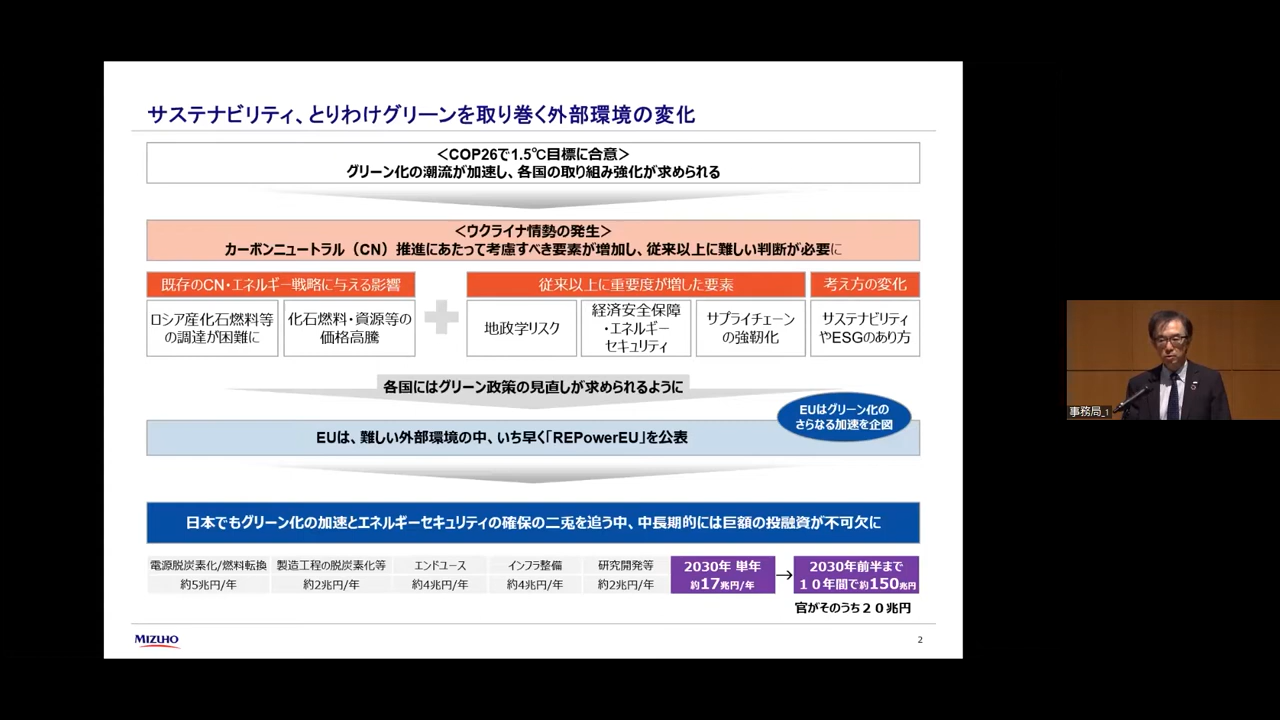 サステナビリティ、とりわけグリーンを取り巻く外部環境の変化
＜COP26で1.5℃目標に合意＞
グリーン化の潮流が加速し、各国の取り組み強化が求められる
＜ウクライナ情勢の発生＞
カーボンニュートラル（CN）推進にあたって考慮すべき要素が増加し、従来以上に難しい判断が必要に
既存のCN・エネルギー戦略に与える影響
ロシア産化石燃料等
の調達が困難に
化石燃料・資源等の
価格高騰
従来以上に重要度が増した要素
地政学リスク
経済安全保障
・エネルギー
セキュリティ
サプライチェーン
の強靭化
考え方の変化
サステナビリティ
やESGのあり方
各国にはグリーン政策の見直しが求められるように
EUはグリーン化の
さらなる加速を企図
EUは、難しい外部環境の中、いち早く「REPowerEU」を公表
日本でもグリーン化の加速とエネルギーセキュリティの確保の二兎を追う中、中長期的には巨額の投融資が不可欠に
電源脱炭素化/燃料転換
約5兆円/年
製造工程の脱炭素化等
約2兆円/年
エンドユース
約4兆円/年
インフラ整備
約4兆円/年
研究開発等
約2兆円/年
2030年 単年
約17兆円/年
→
2030年前半まで
１０年間で約150兆円
官がそのうち２０兆円
MIZUHO
2
事務局_1